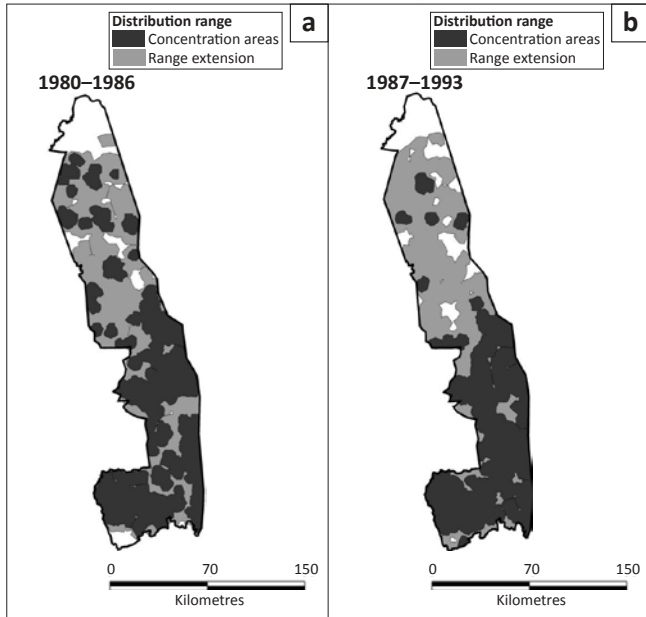 Distribution range
Concentration areas
Range extension
a
1980–1986
0 70 150
Kilometres
Distribution range
Concentration areas
Range extension
b
1987–1993
0 70 150
Kilometres